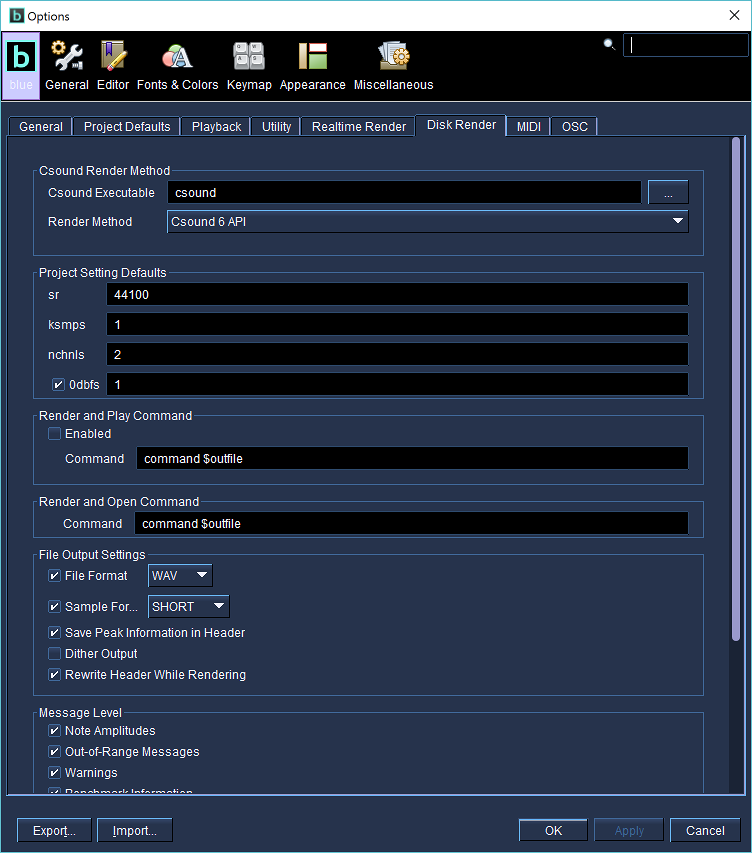 Options
blue General Editor Fonts & Colors Keymap Appearance Miscellaneous
General Project Defaults Playback Utility Realtime Render Disk Render MIDI OSC
Csound Render Method
Csound Executable csound ...
Render Method Csound 6 API
Project Setting Defaults
sr 44100
ksmps 1
nchnls 2
0dbfs 1
Render and Play Command
Enabled
Command command $outfile
Render and Open Command
Command command $outfile
File Output Settings
File Format WAV
Sample For... SHORT
Save Peak Information in Header
Dither Output
Rewrite Header While Rendering
Message Level
Note Amplitudes
Out-of-Range Messages
Warnings
Benchmark Information
Export... Import... OK Apply Cancel